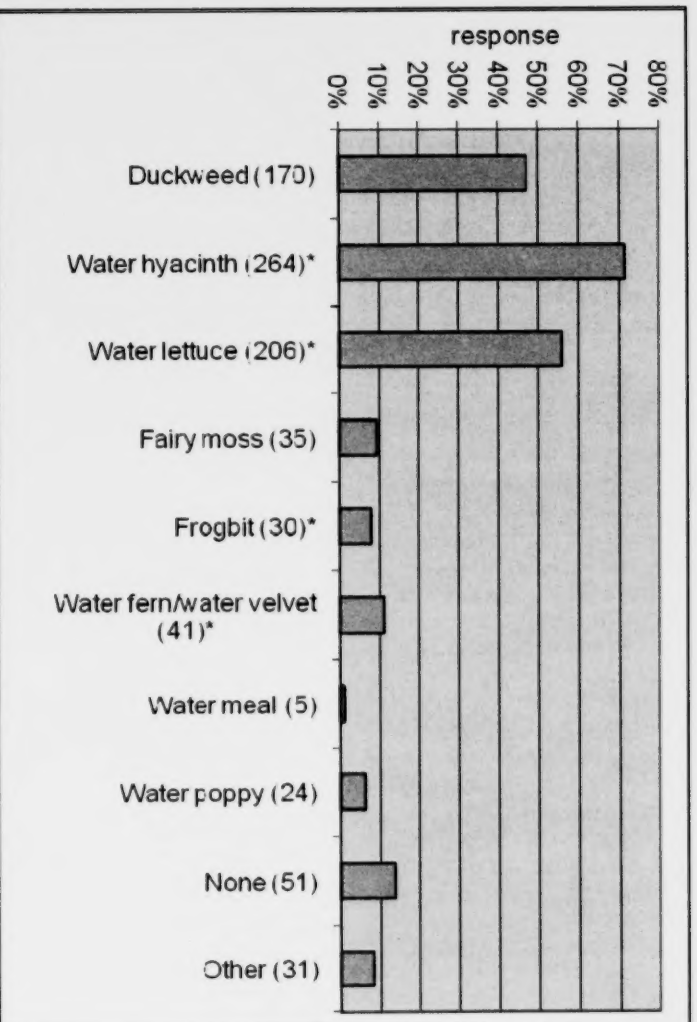 response
0%
10%
20%
30%
40%
50%
60%
70%
80%
Duckweed (170)
Water hyacinth (264)*
Water lettuce (206)*
Fairy moss (35)
Frogbit (30)*
Water fern/water velvet
(41)*
Water meal (5)
Water poppy (24)
None (51)
Other (31)